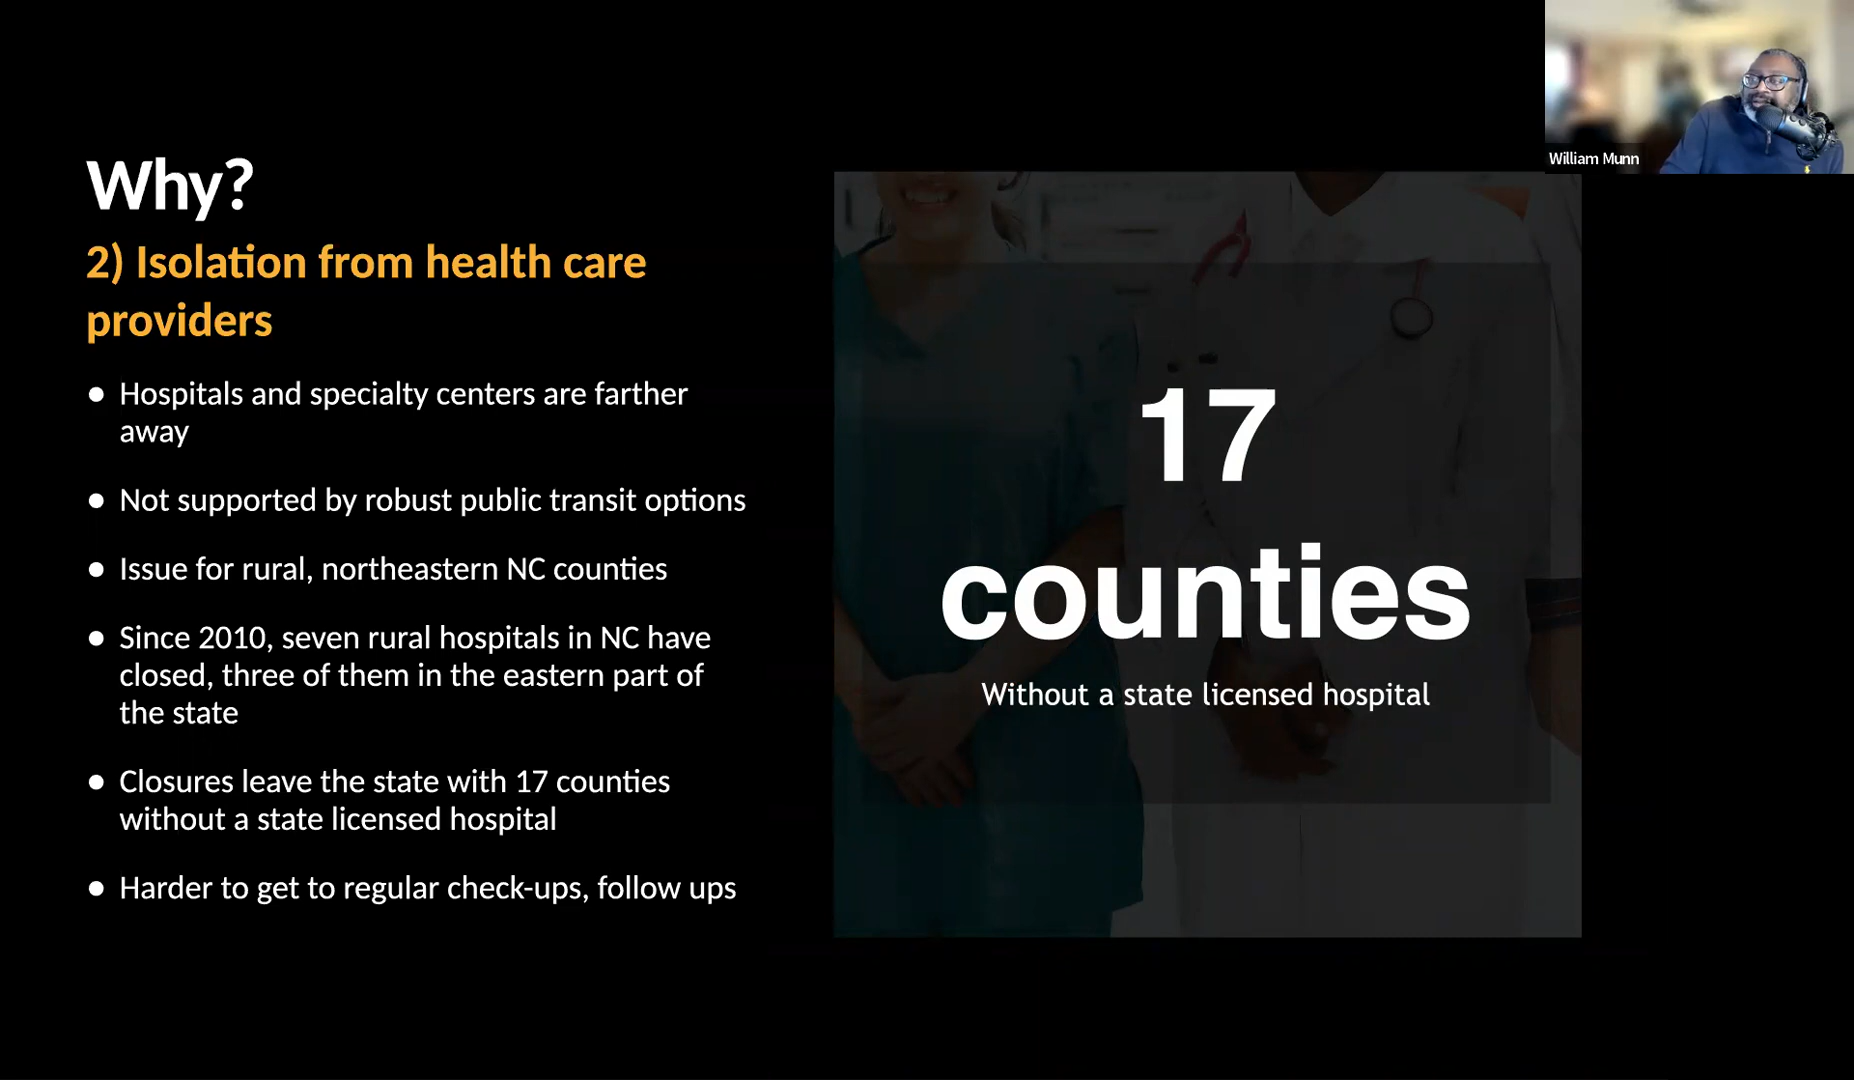 Why?
2) Isolation from health care
providers
● Hospitals and specialty centers are farther
away
● Not supported by robust public transit options
● Issue for rural, northeastern NC counties
● Since 2010, seven rural hospitals in NC have
closed, three of them in the eastern part of
the state
● Closures leave the state with 17 counties
without a state licensed hospital
● Harder to get to regular check-ups, follow ups
17
counties
Without a state licensed hospital
William Munn